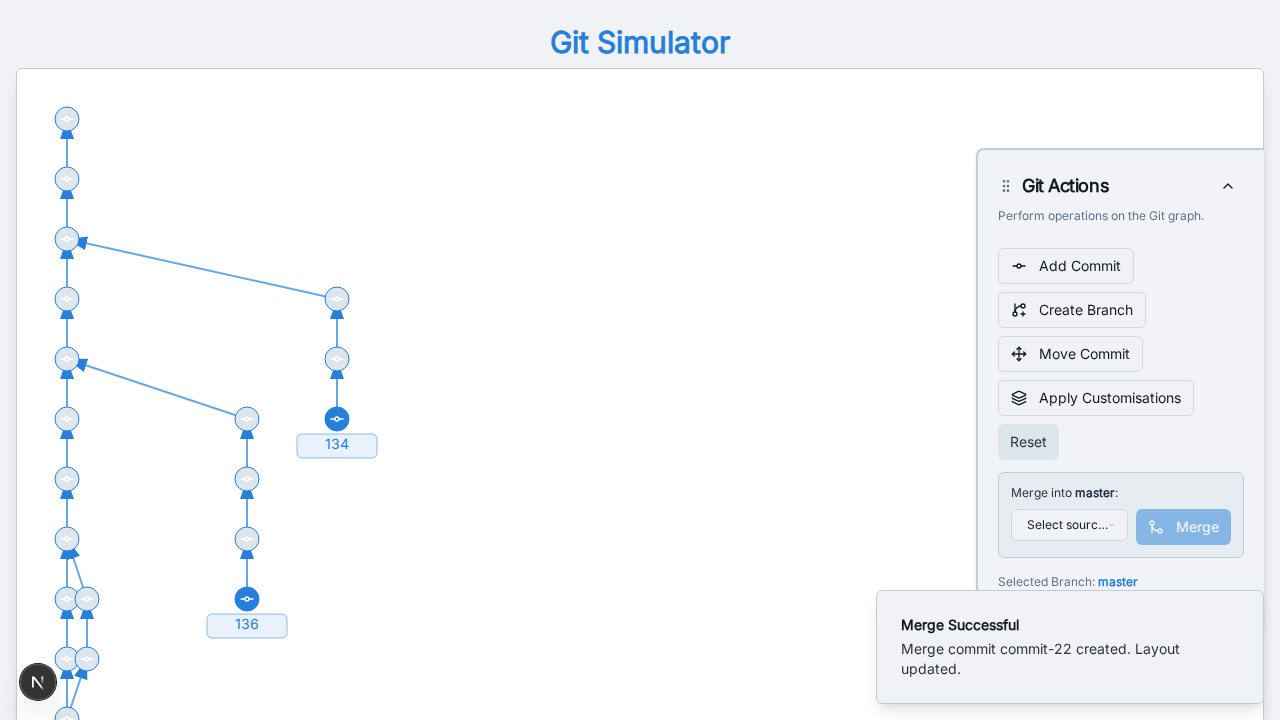 Git Simulator
134
136
Git Actions
Perform operations on the Git graph.
Add Commit
Create Branch
Move Commit
Apply Customisations
Reset
Merge into master:
Select sourc...
Merge
Selected Branch: master
Merge Successful
Merge commit commit-22 created. Layout
updated.
N